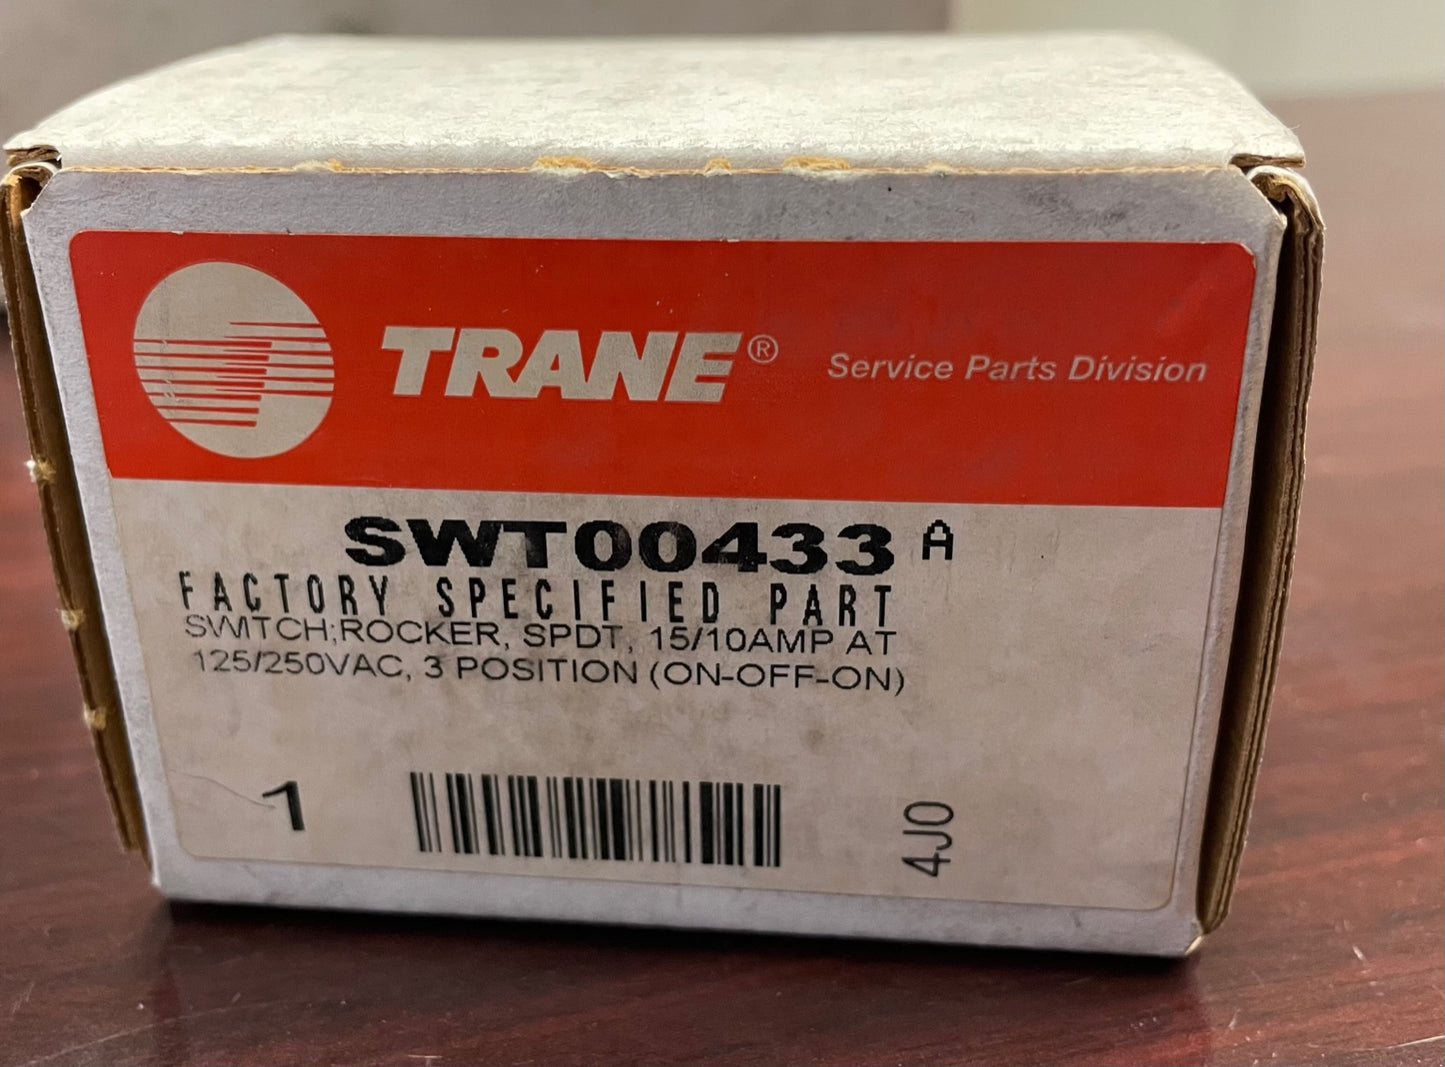 TRANE® Service Parts Division
SWT00433 A
FACTORY SPECIFIED PART
SWITCH;ROCKER, SPDT, 15/10AMP AT
125/250VAC, 3 POSITION (ON-OFF-ON)
1
4J0